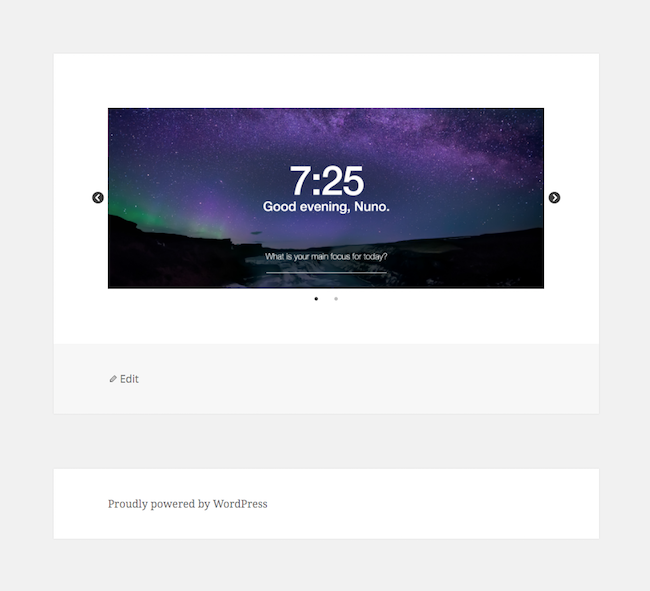 7:25
Good evening, Nuno.
What is your main focus for today?
Edit
Proudly powered by WordPress